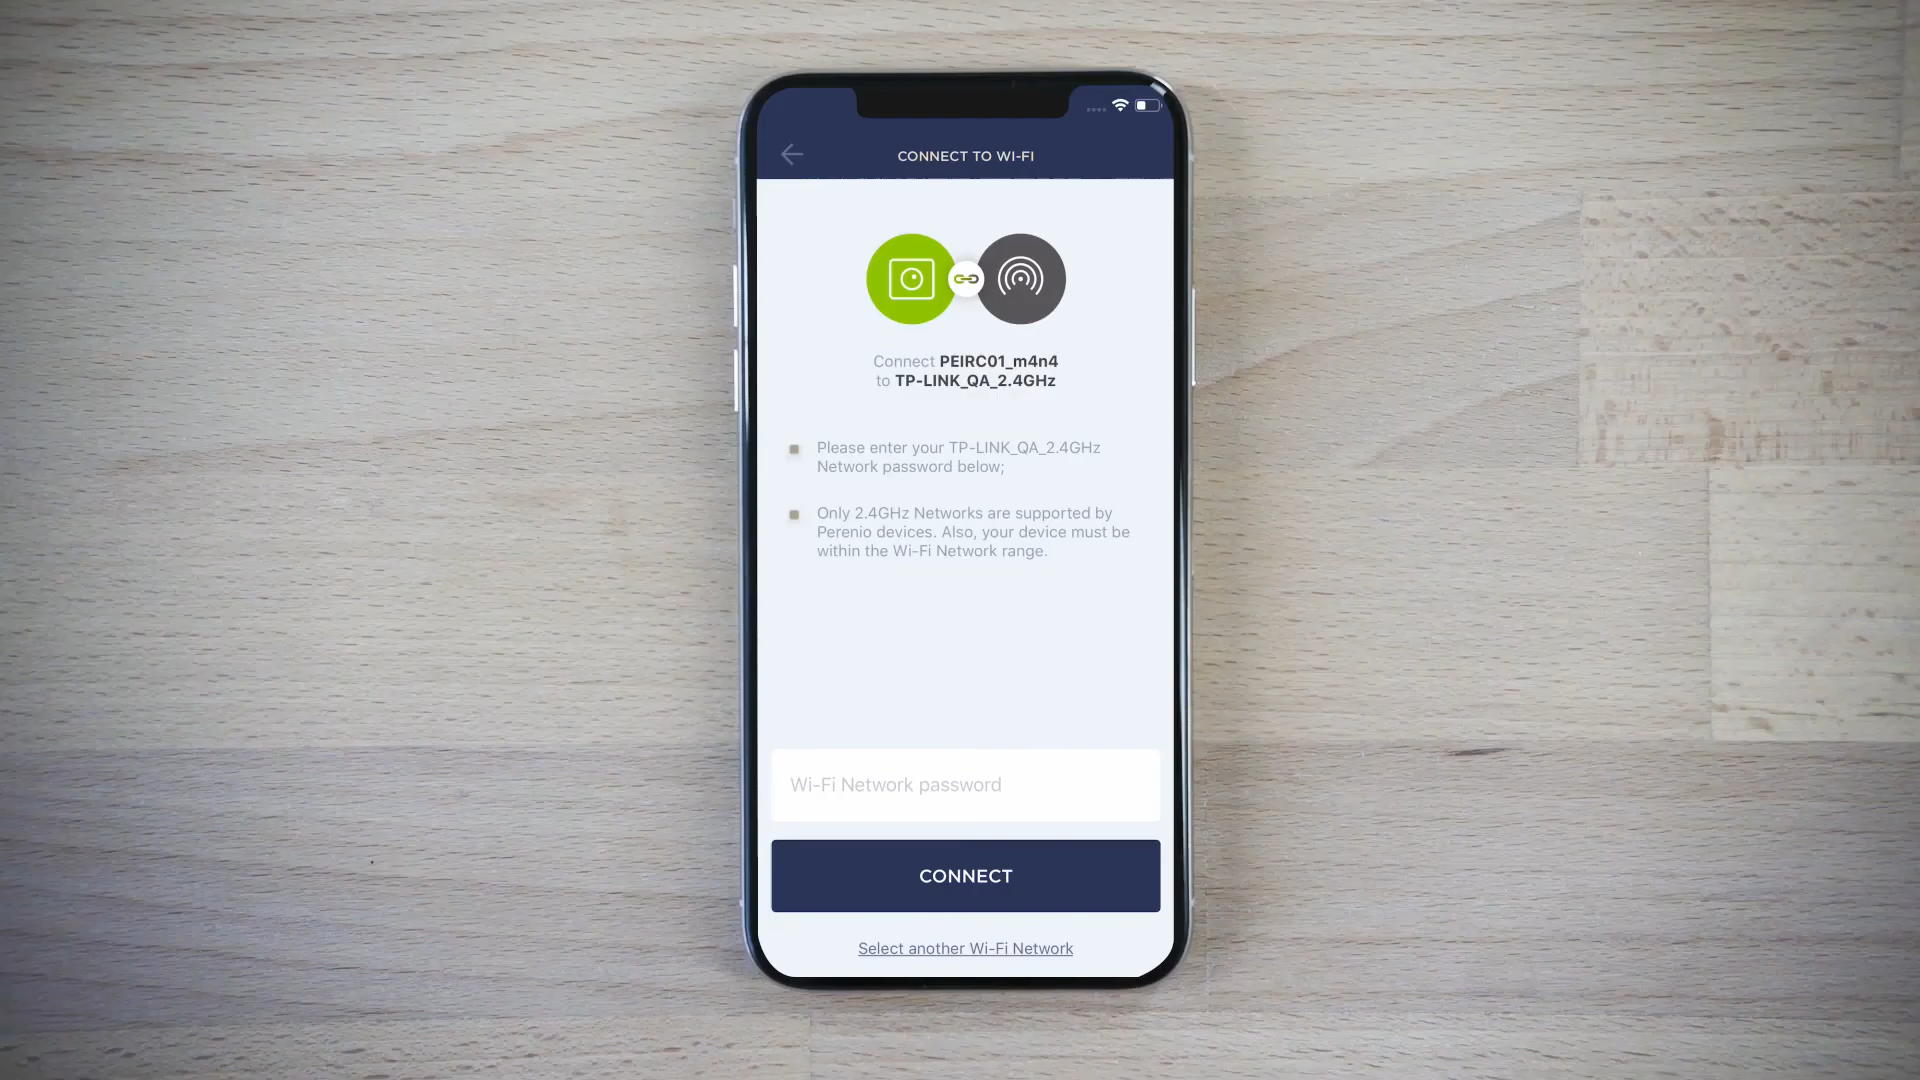 CONNECT TO WI-FI
Connect PEIRC01_m4n4
to TP-LINK_QA_2.4GHz
Please enter your TP-LINK_QA_2.4GHz
Network password below;
Only 2.4GHz Networks are supported by
Perenio devices. Also, your device must be
within the Wi-Fi Network range.
Wi-Fi Network password
CONNECT
Select another Wi-Fi Network